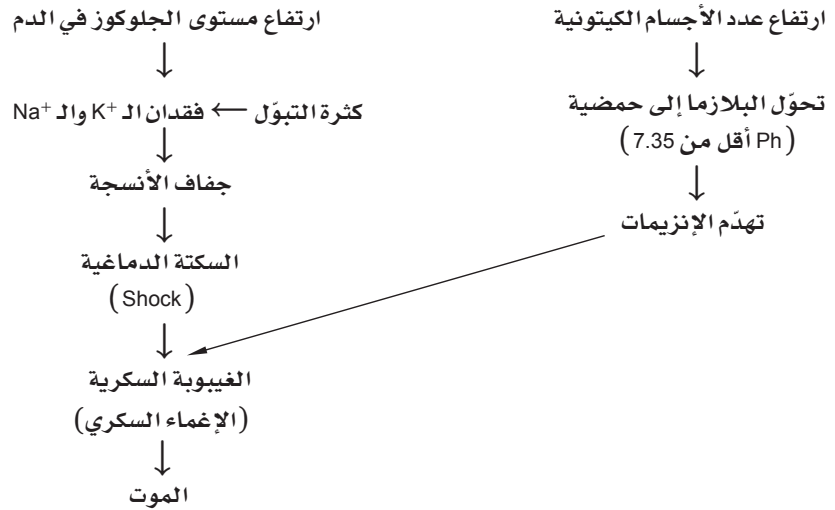 ارتفاع عدد الأجسام الكيتونية
↓
تحوّل البلازما إلى حمضية
(Ph أقل من 7.35)
↓
تهدّم الإنزيمات
ارتفاع مستوى الجلوكوز في الدم
↓
كثرة التبوّل ← فقدان الـ K⁺ والـ Na⁺
↓
جفاف الأنسجة
↓
السكتة الدماغية
(Shock)
↓
الغيبوبة السكرية
(الإغماء السكري)
↓
الموت